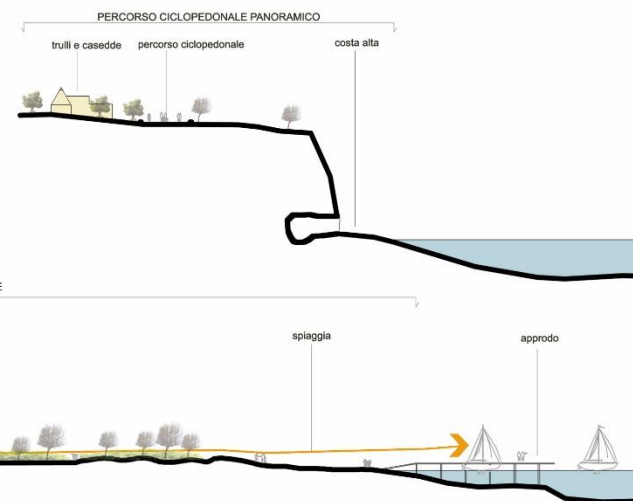 PERCORSO CICLOPEDONALE PANORAMICO
trulli e casedde percorso ciclopedonale costa alta
E
spiaggia approdo